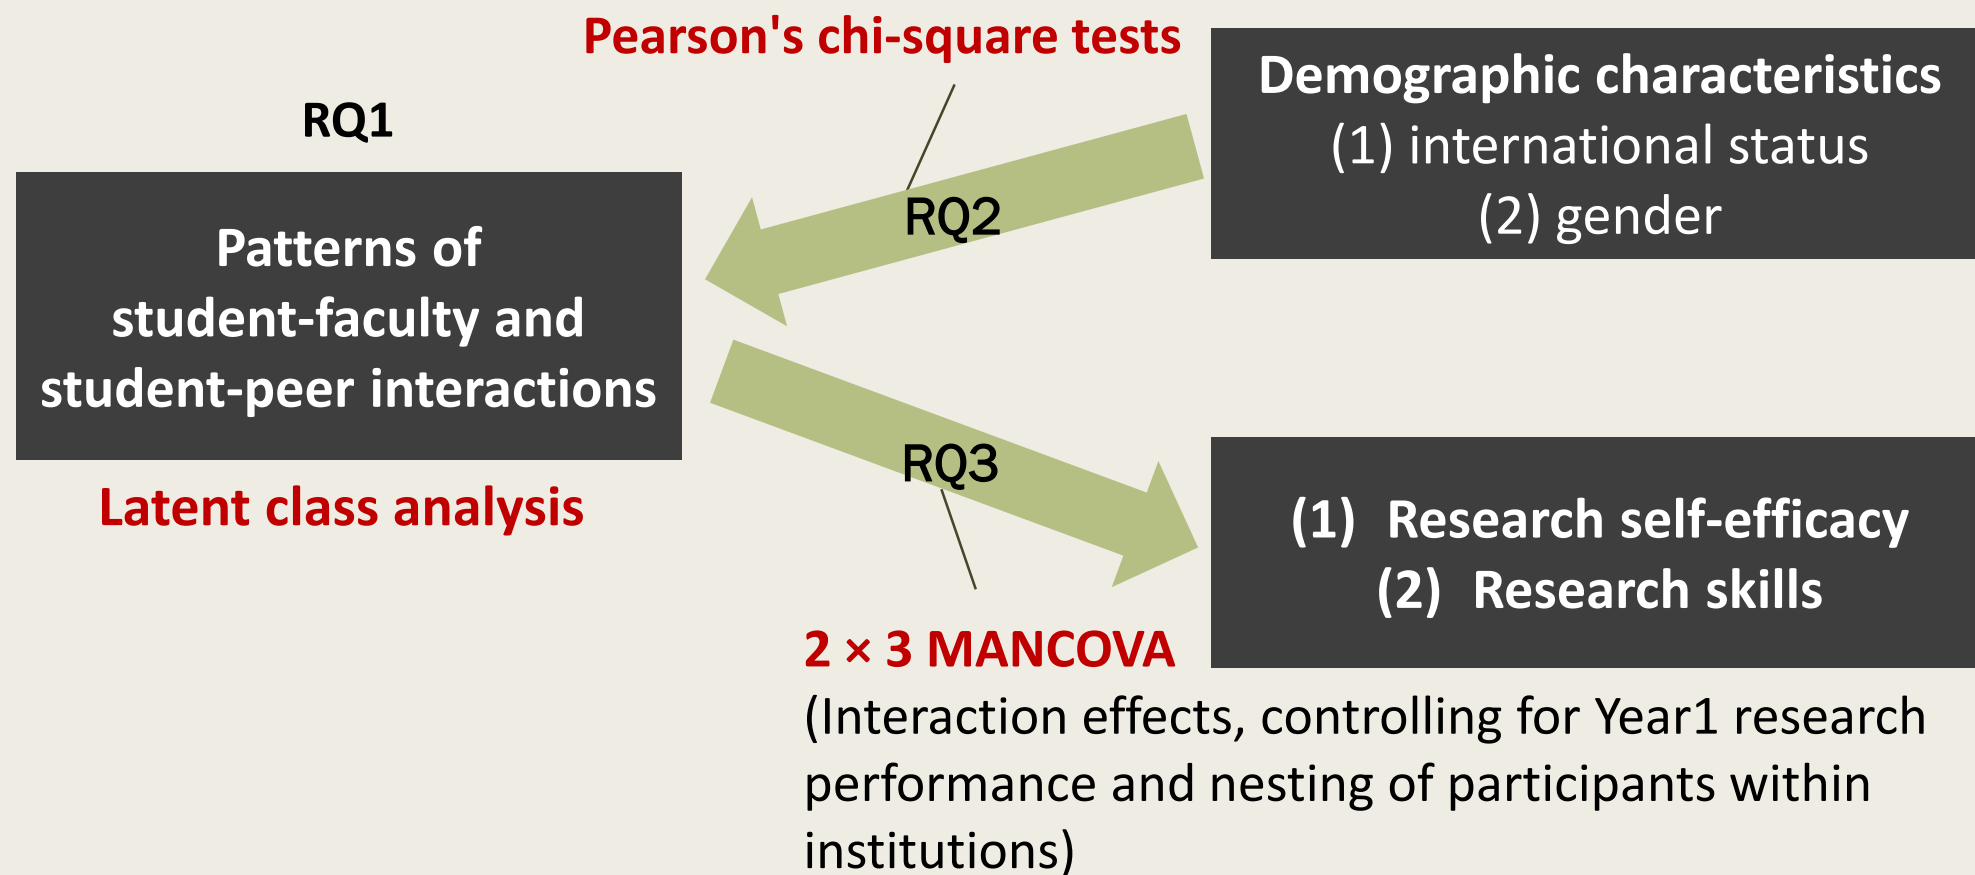 Pearson's chi-square tests
RQ1
Patterns of
student-faculty and
student-peer interactions
Latent class analysis
RQ2
Demographic characteristics
(1) international status
(2) gender
RQ3
(1) Research self-efficacy
(2) Research skills
2 × 3 MANCOVA
(Interaction effects, controlling for Year1 research
performance and nesting of participants within
institutions)